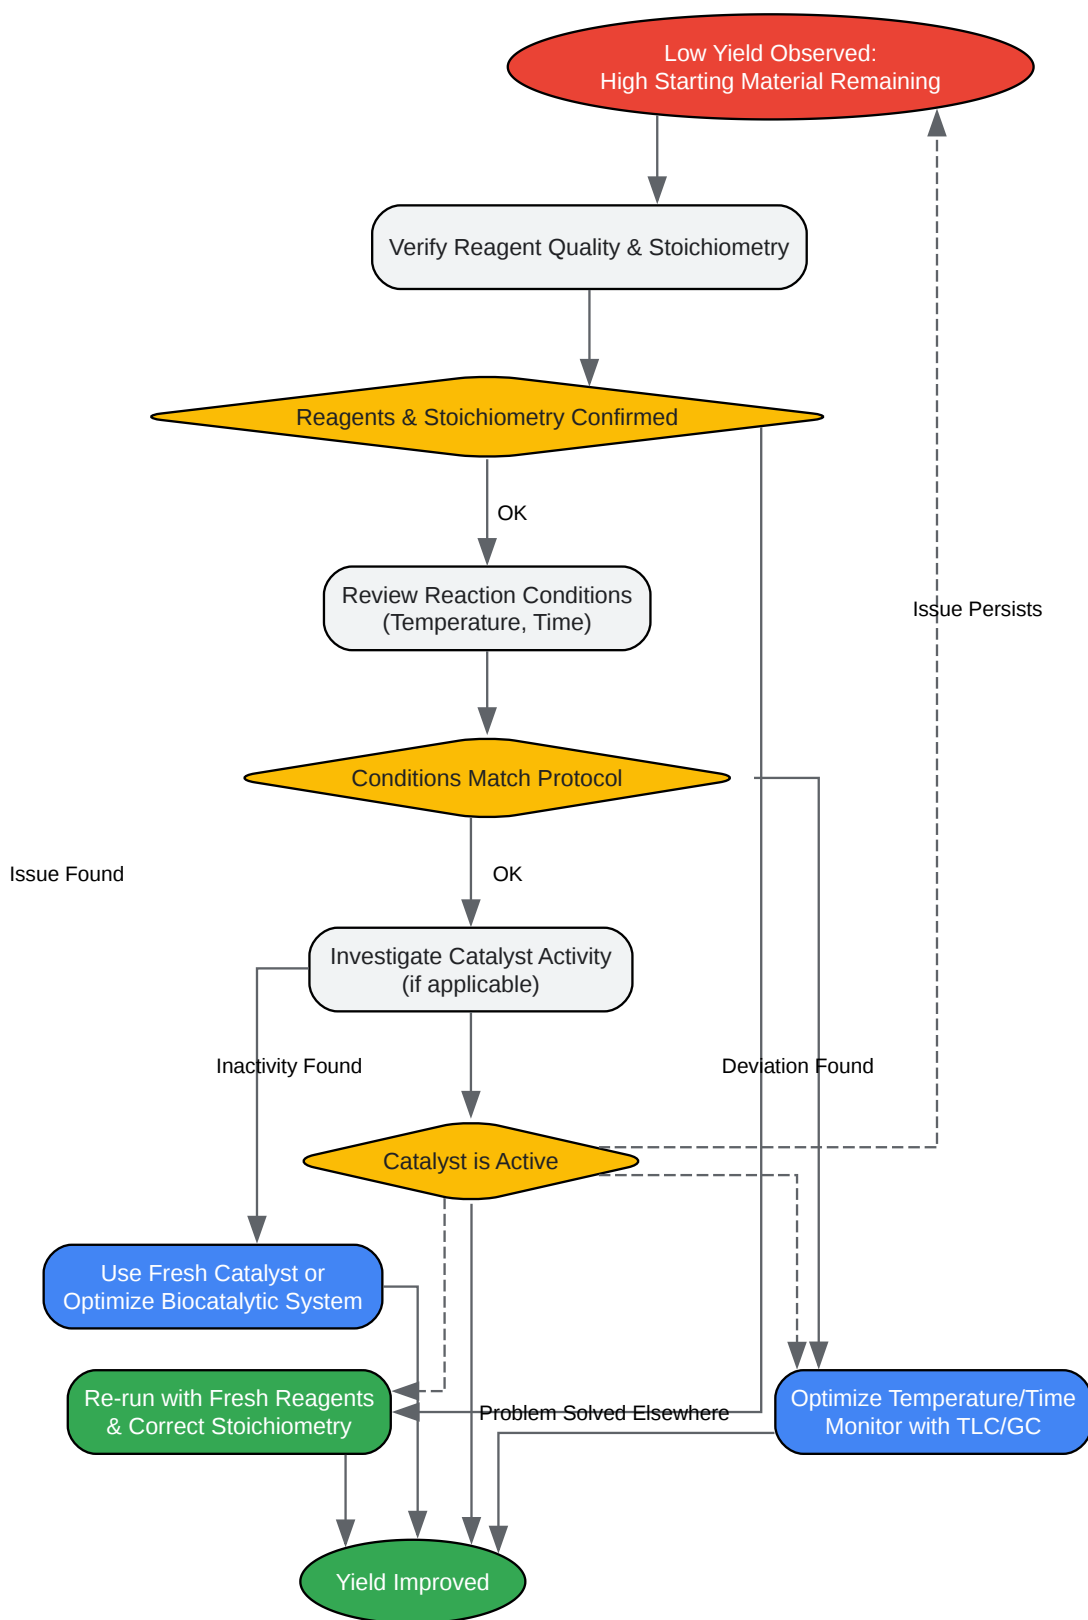 Low Yield Observed:
High Starting Material Remaining
Verify Reagent Quality & Stoichiometry
Reagents & Stoichiometry Confirmed
OK
Review Reaction Conditions
(Temperature, Time)
Issue Persists
Conditions Match Protocol
Issue Found
OK
Investigate Catalyst Activity
(if applicable)
Inactivity Found
Deviation Found
Catalyst is Active
Use Fresh Catalyst or
Optimize Biocatalytic System
Re-run with Fresh Reagents
& Correct Stoichiometry
Problem Solved Elsewhere
Optimize Temperature/Time
Monitor with TLC/GC
Yield Improved